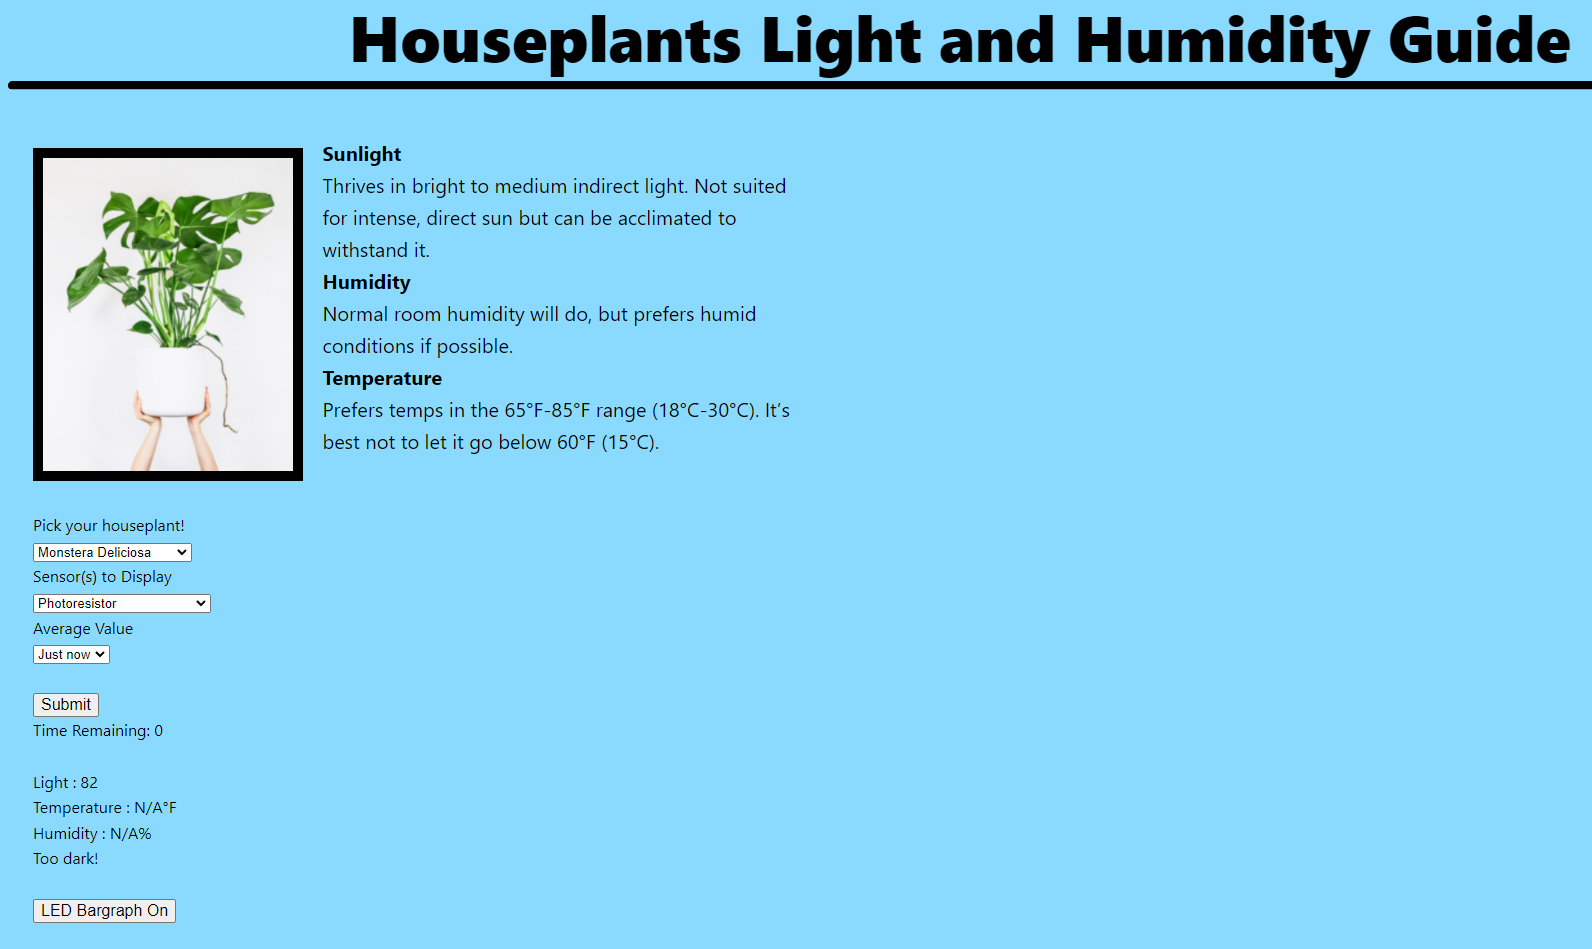 Houseplants Light and Humidity Guide
Sunlight
Thrives in bright to medium indirect light. Not suited
for intense, direct sun but can be acclimated to
withstand it.
Humidity
Normal room humidity will do, but prefers humid
conditions if possible.
Temperature
Prefers temps in the 65°F-85°F range (18°C-30°C). It’s
best not to let it go below 60°F (15°C).
Pick your houseplant!
Monstera Deliciosa
Sensor(s) to Display
Photoresistor
Average Value
Just now
Submit
Time Remaining: 0
Light : 82
Temperature : N/A°F
Humidity : N/A%
Too dark!
LED Bargraph On